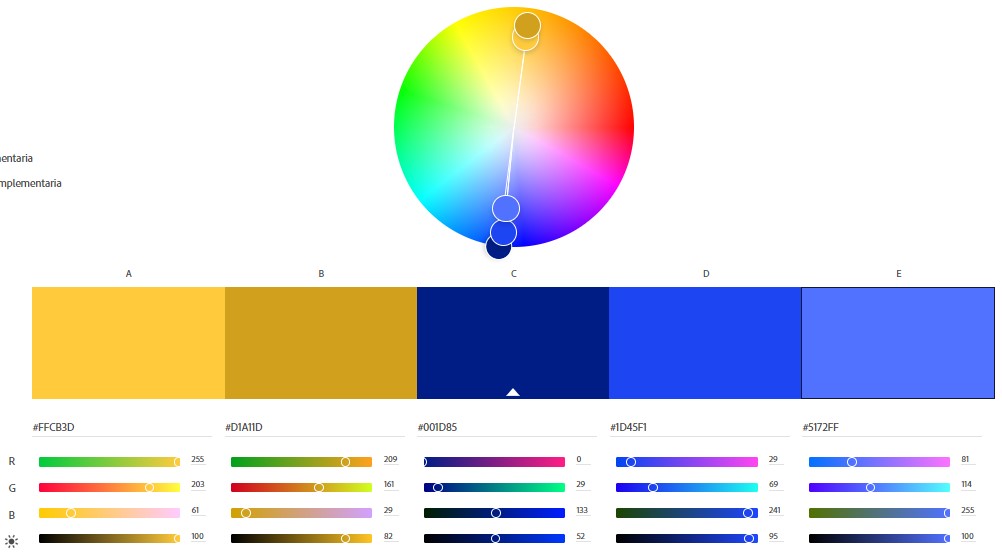 entaria
mplementaria
A B C D E
#FFCB3D #D1A11D #001D85 #1D45F1 #5172FF
R 255 209 0 29 81
G 203 161 29 69 114
B 61 29 133 241 255
100 82 52 95 100